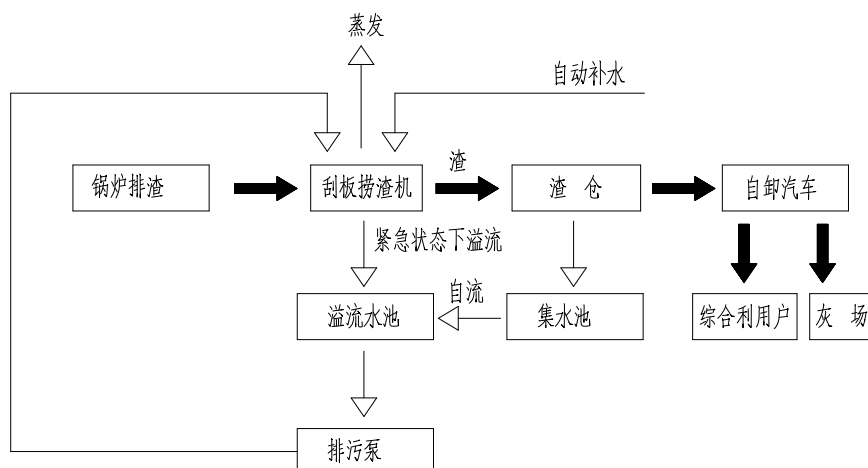 蒸发
自动补水
锅炉排渣
刮板捞渣机
渣
渣 仓
自卸汽车
紧急状态下溢流
溢流水池
自流
集水池
综合利用户
灰 场
排污泵